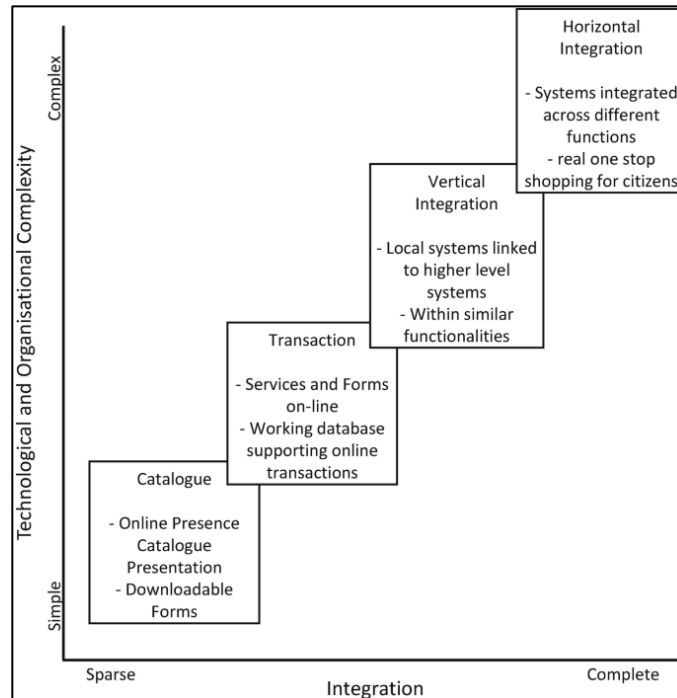 Horizontal
Integration
- Systems integrated
across different
functions
- real one stop
shopping for citizens
Complex
Vertical
Integration
- Local systems linked
to higher level
systems
- Within similar
functionalities
Technological and Organisational Complexity
Transaction
- Services and Forms
on-line
- Working database
supporting online
transactions
Catalogue
- Online Presence
Catalogue
Presentation
- Downloadable
Forms
Simple
Sparse
Integration
Complete